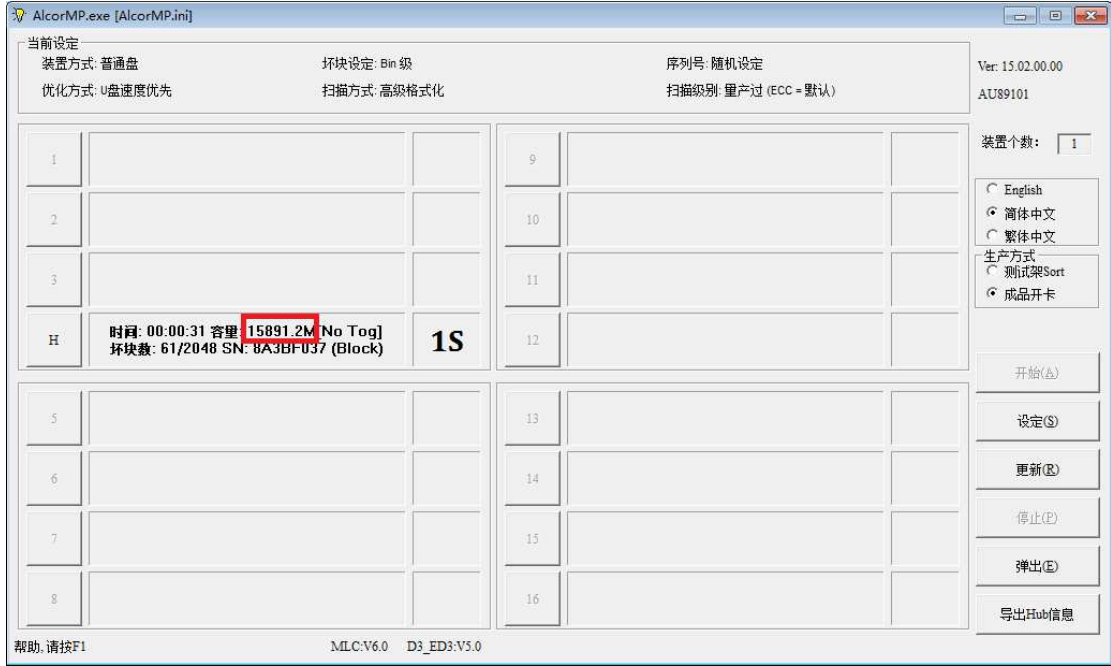 AlcorMP.exe [AlcorMP.ini]
当前设定
装置方式: 普通盘 坏块设定: Bin 级 序列号: 随机设定
优化方式: U盘速度优先 扫描方式: 高级格式化 扫描级别: 量产过 (ECC = 默认)
Ver: 15.02.00.00
AU89101
装置个数: 1
English
简体中文
繁体中文
生产方式
测试架Sort
成品开卡
1
2
3
H 时间: 00:00:31 容量: 15891.2M[No Tog] 1S
坏块数: 61/2048 SN: 8A3BF037 (Block)
5
6
7
8
9
10
11
12
13
14
15
16
开始(A)
设定(S)
更新(R)
停止(P)
弹出(E)
导出Hub信息
帮助, 请按F1 MLC:V6.0 D3_ED3:V5.0